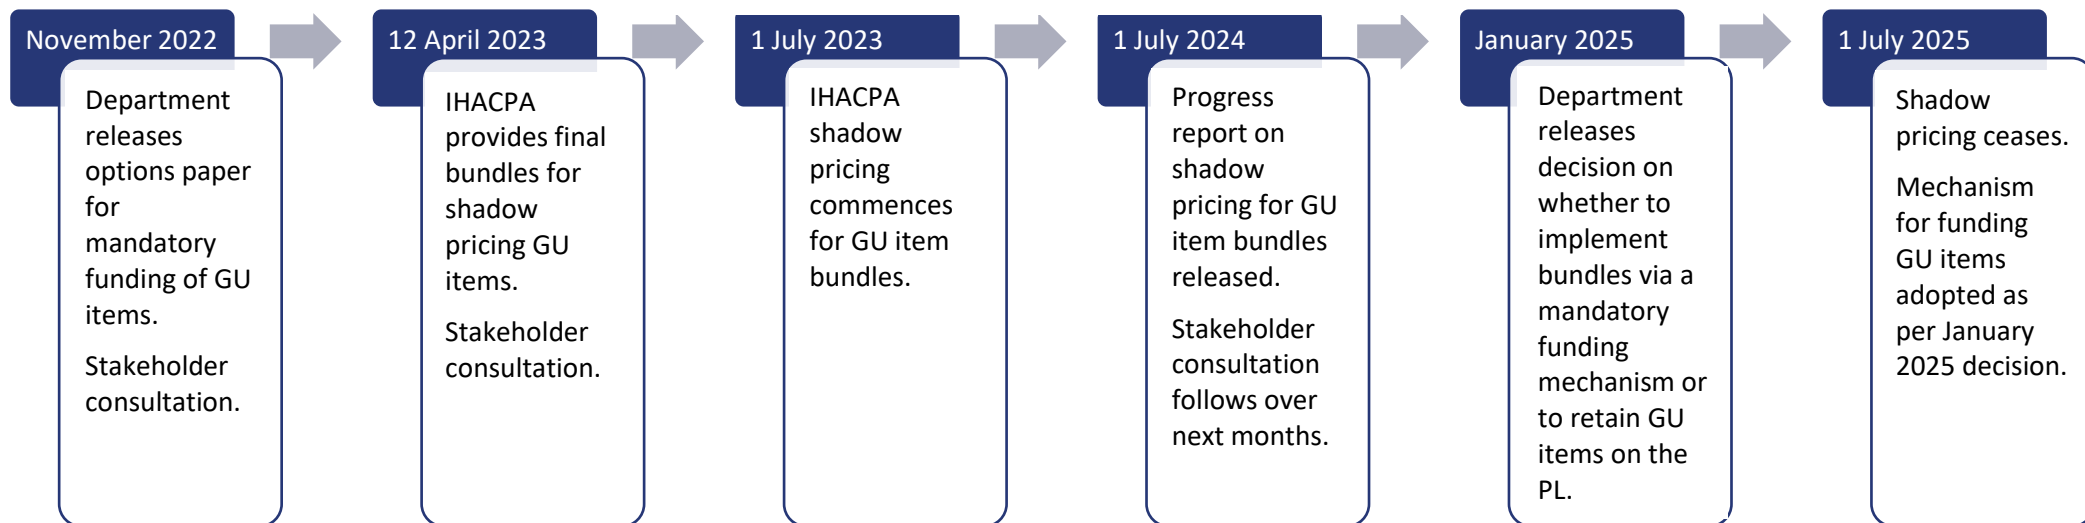 November 2022
Department
releases
options paper
for
mandatory
funding of GU
items.
Stakeholder
consultation.
12 April 2023
IHACPA
provides final
bundles for
shadow
pricing GU
items.
Stakeholder
consultation.
1 July 2023
IHACPA
shadow
pricing
commences
for GU item
bundles.
1 July 2024
Progress
report on
shadow
pricing for GU
item bundles
released.
Stakeholder
consultation
follows over
next months.
January 2025
Department
releases
decision on
whether to
implement
bundles via a
mandatory
funding
mechanism or
to retain GU
items on the
PL.
1 July 2025
Shadow
pricing ceases.
Mechanism
for funding
GU items
adopted as
per January
2025 decision.